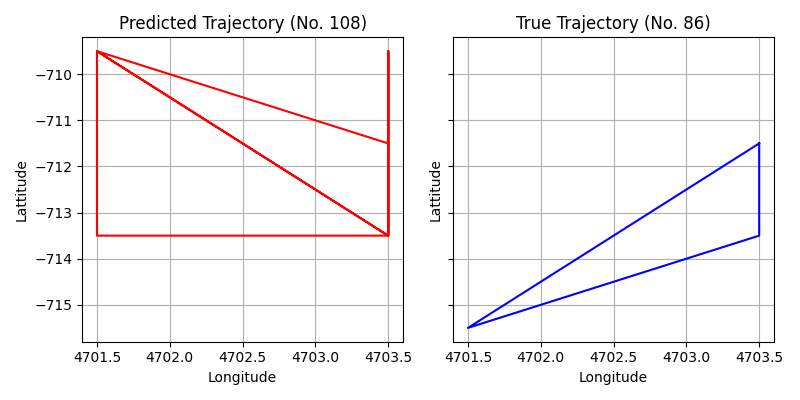 Predicted Trajectory (No. 108)
True Trajectory (No. 86)
Lattitude
−710
−711
−712
−713
−714
−715
4701.5 4702.0 4702.5 4703.0 4703.5
Longitude
Lattitude
4701.5 4702.0 4702.5 4703.0 4703.5
Longitude